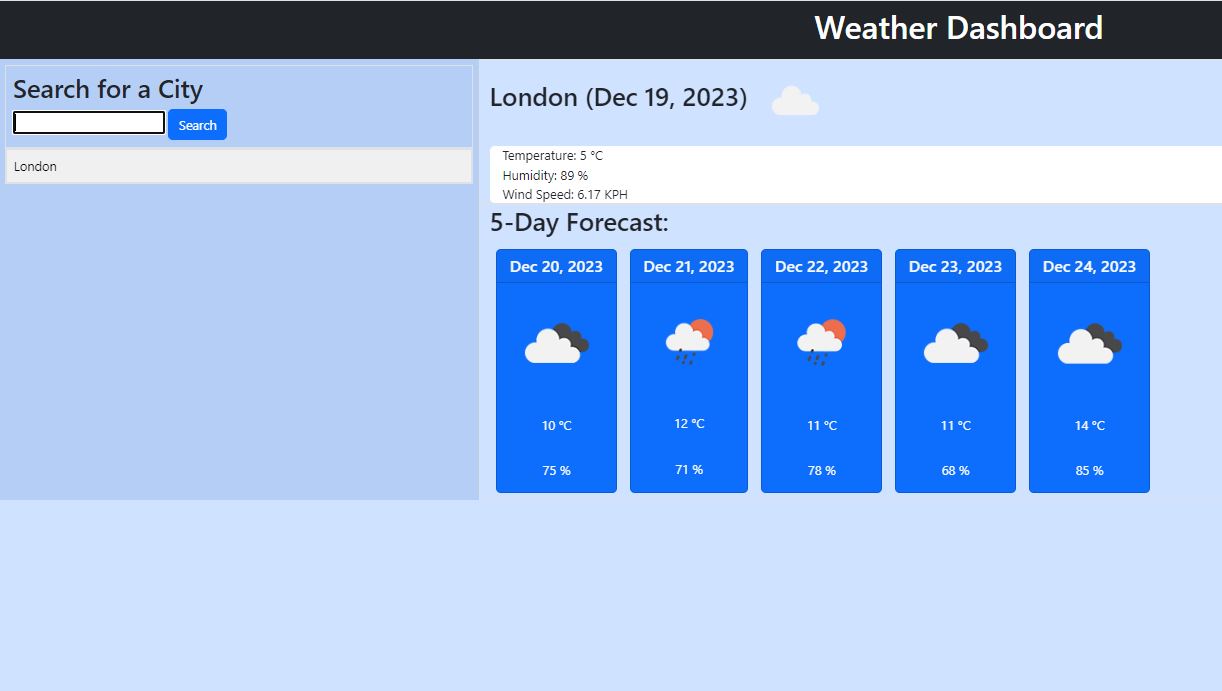 Weather Dashboard
Search for a City
Search
London
London (Dec 19, 2023)
Temperature: 5 °C
Humidity: 89 %
Wind Speed: 6.17 KPH
5-Day Forecast:
Dec 20, 2023
10 °C
75 %
Dec 21, 2023
12 °C
71 %
Dec 22, 2023
11 °C
78 %
Dec 23, 2023
11 °C
68 %
Dec 24, 2023
14 °C
85 %